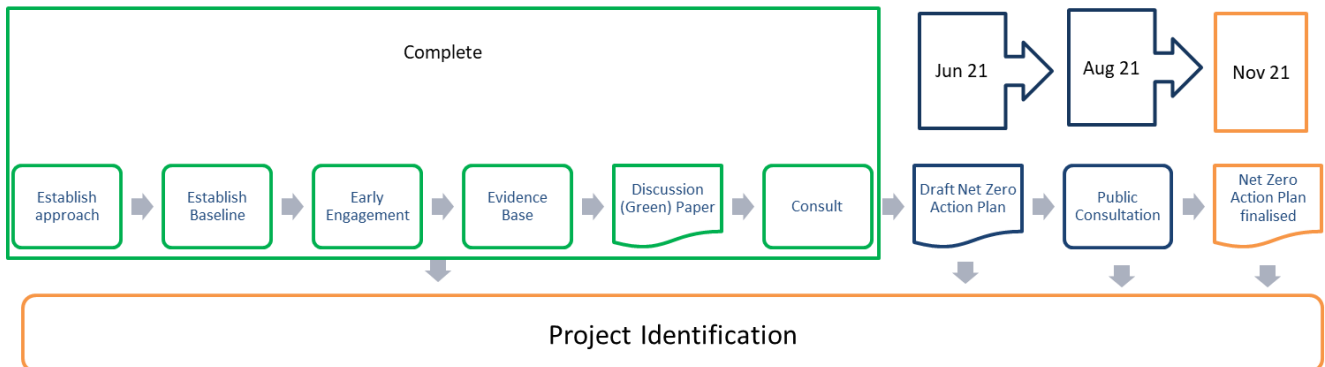 Complete
Jun 21
Aug 21
Nov 21
Establish
approach
Establish
Baseline
Early
Engagement
Evidence
Base
Discussion
(Green) Paper
Consult
Draft Net Zero
Action Plan
Public
Consultation
Net Zero
Action Plan
finalised
Project Identification